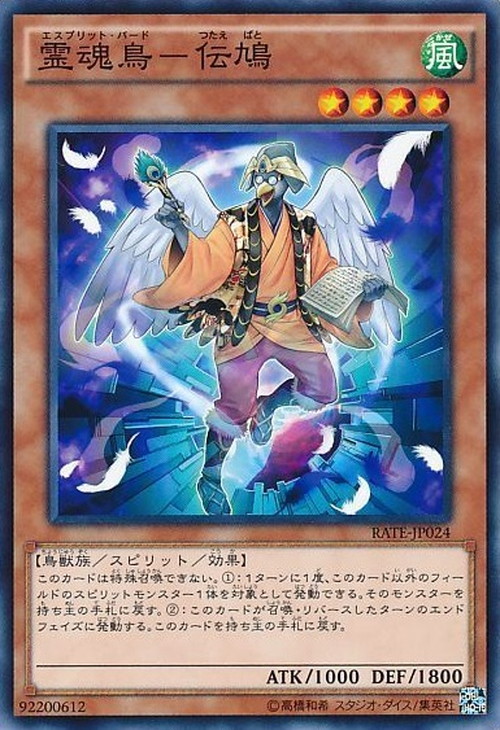 エスプリット・バード つたえ ばと
霊魂鳥－伝鳩
かぜ
風
RATE-JP024
【鳥獣族／スピリット／効果】
このカードは特殊召喚できない。①：1ターンに1度、このカード以外のフィー
ルドのスピリットモンスター1体を対象として発動できる。そのモンスターを
持ち主の手札に戻す。②：このカードが召喚・リバースしたターンのエンド
フェイズに発動する。このカードを持ち主の手札に戻す。
ATK/1000 DEF/1800
92200612
©高橋和希 スタジオ・ダイス/集英社